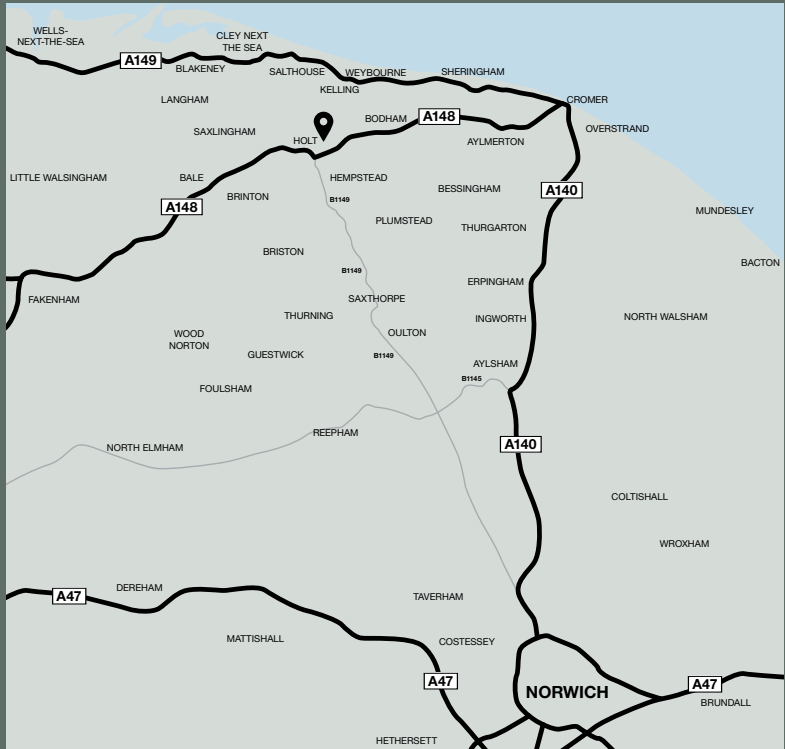 WELLS-
NEXT-THE-SEA
CLEY NEXT
THE SEA
A149
BLAKENEY
SALTHOUSE
WEYBOURNE
SHERINGHAM
KELLING
LANGHAM
CROMER
BODHAM
A148
SAXLINGHAM
OVERSTRAND
HOLT
AYLMERTON
LITTLE WALSINGHAM
BALE
HEMPSTEAD
BESSINGHAM
A140
BRINTON
B1149
A148
MUNDESLEY
PLUMSTEAD
THURGARTON
BRISTON
BACTON
B1149
ERPINGHAM
FAKENHAM
SAXTHORPE
THURNING
INGWORTH
NORTH WALSHAM
WOOD
NORTON
OULTON
GUESTWICK
B1149
AYLSHAM
B1145
FOULSHAM
REEPHAM
NORTH ELMHAM
A140
COLTISHALL
WROXHAM
DEREHAM
A47
TAVERHAM
MATTISHALL
COSTESSEY
A47
NORWICH
A47
BRUNDALL
HETHERSETT